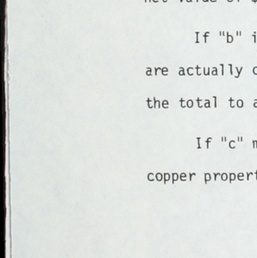 net value of $
If "b" i
are actually c
the total to a
If "c" m
copper propert